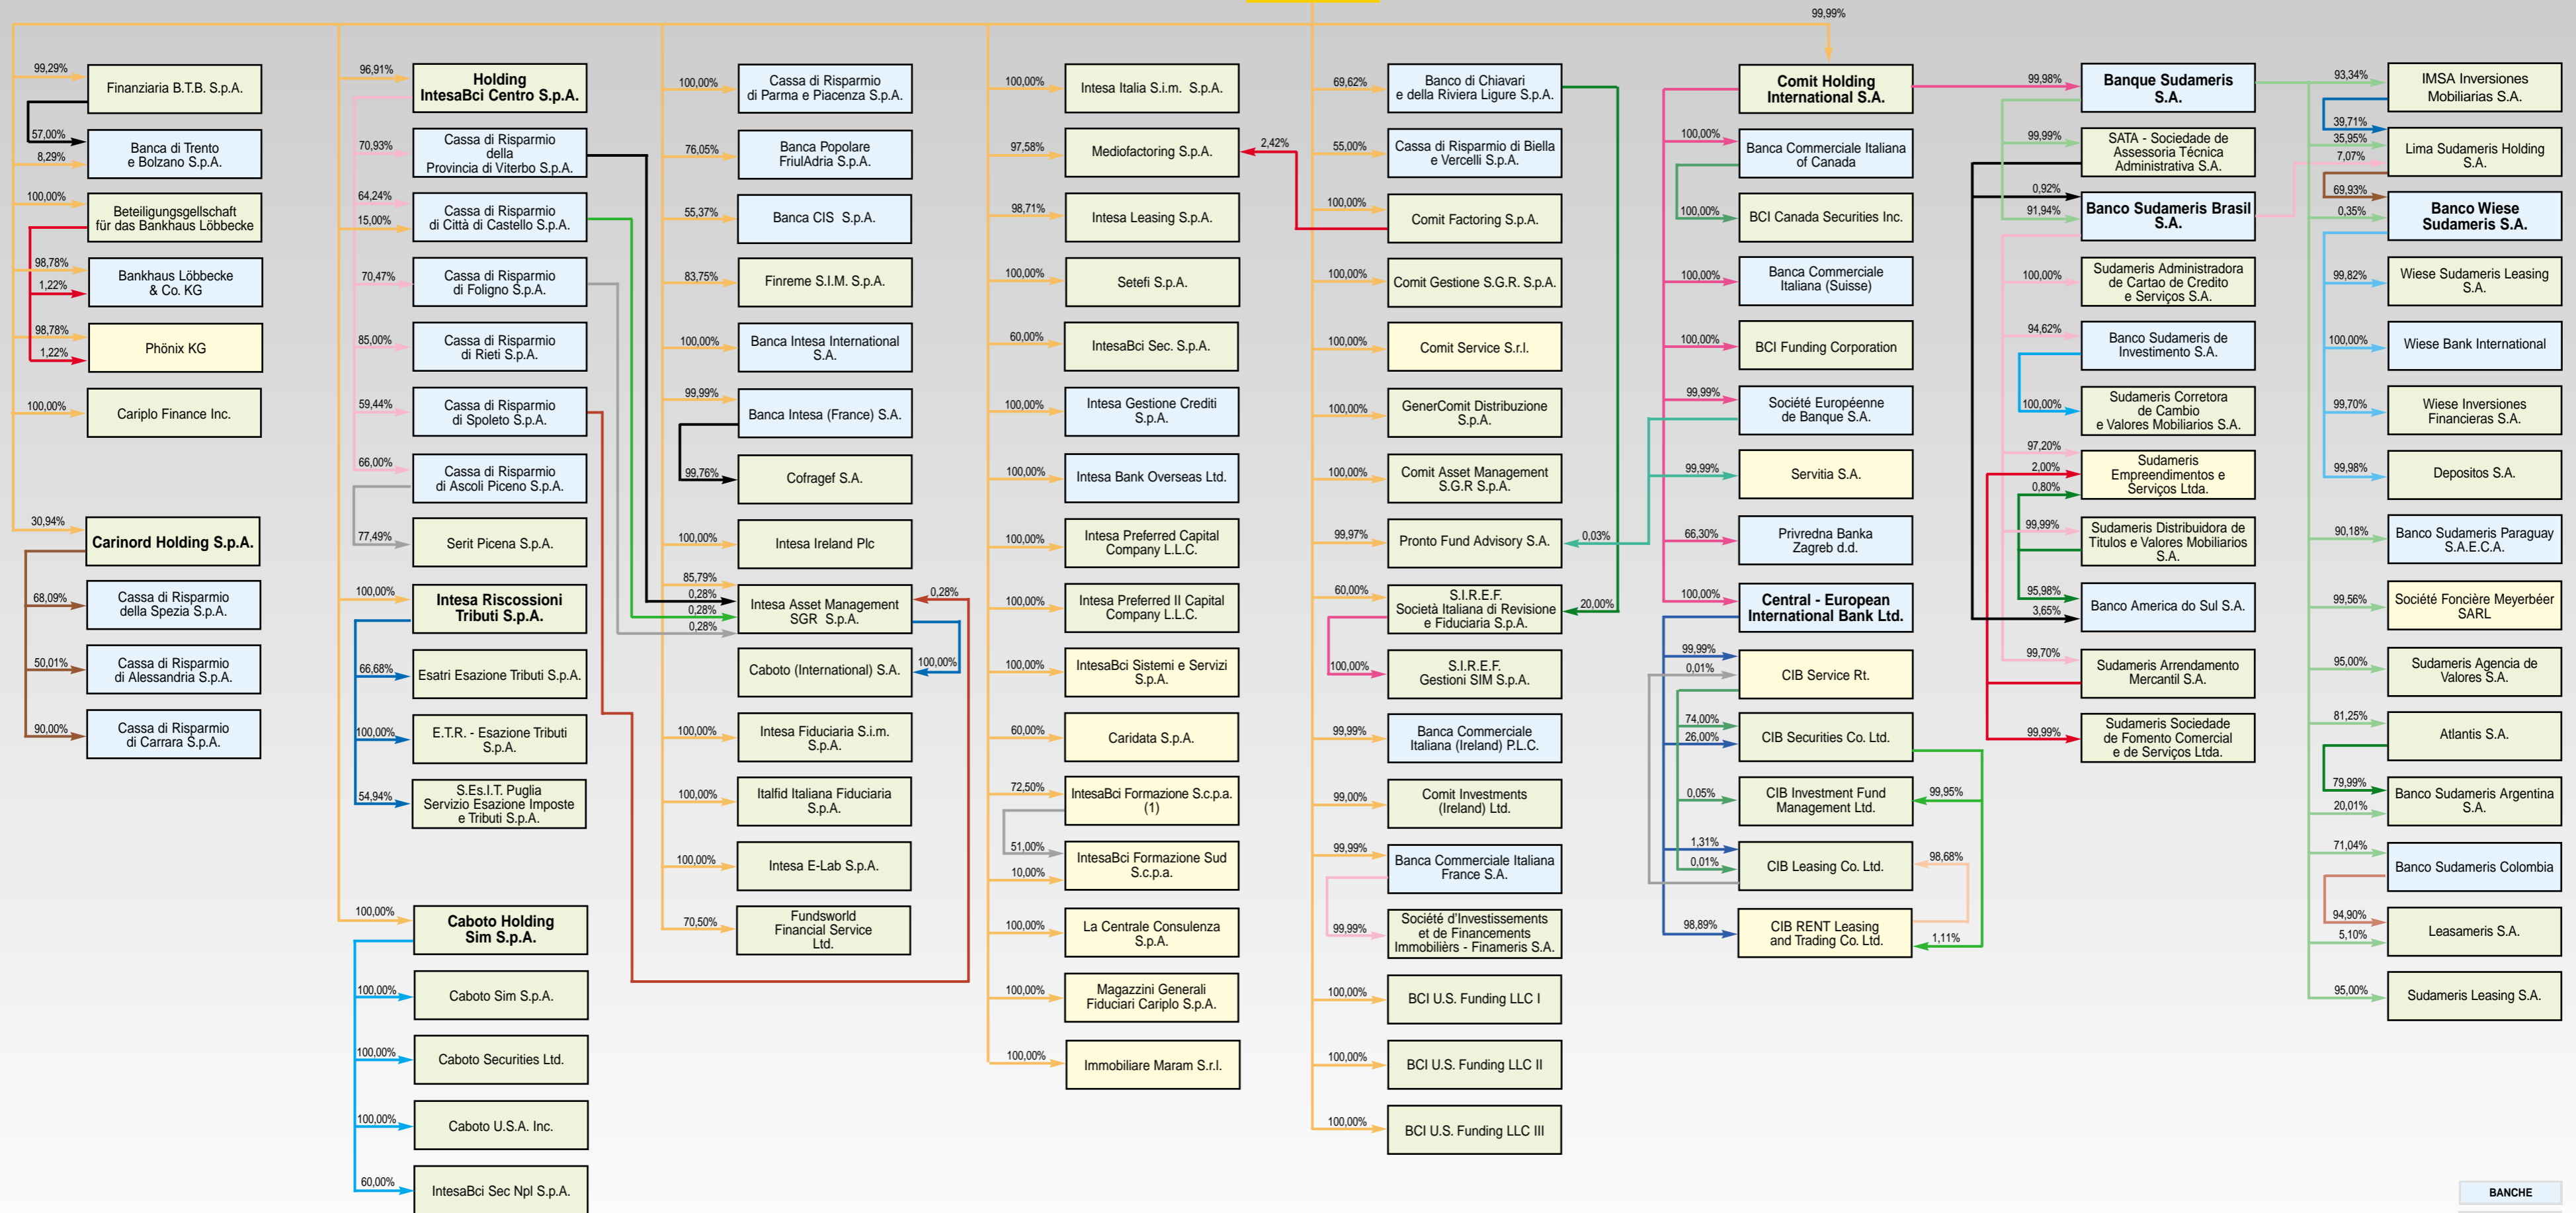 99,99%
99,29%
Finanziaria B.T.B. S.p.A.
57,00%
8,29%
Banca di Trento
e Bolzano S.p.A.
100,00%
Beteiligungsgellschaft
für das Bankhaus Löbbecke
98,78%
1,22%
Bankhaus Löbbecke
& Co. KG
98,78%
1,22%
Phönix KG
100,00%
Cariplo Finance Inc.
30,94%
Carinord Holding S.p.A.
68,09%
Cassa di Risparmio
della Spezia S.p.A.
50,01%
Cassa di Risparmio
di Alessandria S.p.A.
90,00%
Cassa di Risparmio
di Carrara S.p.A.
96,91%
Holding
IntesaBci Centro S.p.A.
70,93%
Cassa di Risparmio
della
Provincia di Viterbo S.p.A.
64,24%
15,00%
Cassa di Risparmio
di Città di Castello S.p.A.
70,47%
Cassa di Risparmio
di Foligno S.p.A.
85,00%
Cassa di Risparmio
di Rieti S.p.A.
59,44%
Cassa di Risparmio
di Spoleto S.p.A.
66,00%
Cassa di Risparmio
di Ascoli Piceno S.p.A.
77,49%
Serit Picena S.p.A.
100,00%
Intesa Riscossioni
Tributi S.p.A.
66,68%
Esatri Esazione Tributi S.p.A.
100,00%
E.T.R. - Esazione Tributi
S.p.A.
54,94%
S.Es.I.T. Puglia
Servizio Esazione Imposte
e Tributi S.p.A.
100,00%
Caboto Holding
Sim S.p.A.
100,00%
Caboto Sim S.p.A.
100,00%
Caboto Securities Ltd.
100,00%
Caboto U.S.A. Inc.
60,00%
IntesaBci Sec Npl S.p.A.
100,00%
Cassa di Risparmio
di Parma e Piacenza S.p.A.
76,05%
Banca Popolare
FriulAdria S.p.A.
55,37%
Banca CIS S.p.A.
83,75%
Finreme S.I.M. S.p.A.
100,00%
Banca Intesa International
S.A.
99,99%
Banca Intesa (France) S.A.
99,76%
Cofragef S.A.
100,00%
Intesa Ireland Plc
85,79%
0,28%
0,28%
0,28%
Intesa Asset Management
SGR S.p.A.
0,28%
Caboto (International) S.A.
100,00%
100,00%
Intesa Fiduciaria S.i.m.
S.p.A.
100,00%
Italfid Italiana Fiduciaria
S.p.A.
100,00%
Intesa E-Lab S.p.A.
70,50%
Fundsworld
Financial Service
Ltd.
100,00%
Intesa Italia S.i.m. S.p.A.
97,58%
Mediofactoring S.p.A.
2,42%
98,71%
Intesa Leasing S.p.A.
100,00%
Setefi S.p.A.
60,00%
IntesaBci Sec. S.p.A.
100,00%
Intesa Gestione Crediti
S.p.A.
100,00%
Intesa Bank Overseas Ltd.
100,00%
Intesa Preferred Capital
Company L.L.C.
100,00%
Intesa Preferred II Capital
Company L.L.C.
100,00%
IntesaBci Sistemi e Servizi
S.p.A.
60,00%
Caridata S.p.A.
72,50%
IntesaBci Formazione S.c.p.a.
(1)
51,00%
10,00%
IntesaBci Formazione Sud
S.c.p.a.
100,00%
La Centrale Consulenza
S.p.A.
100,00%
Magazzini Generali
Fiduciari Cariplo S.p.A.
100,00%
Immobiliare Maram S.r.l.
69,62%
Banco di Chiavari
e della Riviera Ligure S.p.A.
55,00%
Cassa di Risparmio di Biella
e Vercelli S.p.A.
100,00%
Comit Factoring S.p.A.
100,00%
Comit Gestione S.G.R. S.p.A.
100,00%
Comit Service S.r.l.
100,00%
GenerComit Distribuzione
S.p.A.
100,00%
Comit Asset Management
S.G.R S.p.A.
99,97%
Pronto Fund Advisory S.A.
0,03%
60,00%
S.I.R.E.F.
Società Italiana di Revisione
e Fiduciaria S.p.A.
20,00%
100,00%
S.I.R.E.F.
Gestioni SIM S.p.A.
99,99%
Banca Commerciale
Italiana (Ireland) P.L.C.
99,00%
Comit Investments
(Ireland) Ltd.
99,99%
Banca Commerciale Italiana
France S.A.
99,99%
Société d'Investissements
et de Financements
Immobilièrs - Finameris S.A.
100,00%
BCI U.S. Funding LLC I
100,00%
BCI U.S. Funding LLC II
100,00%
BCI U.S. Funding LLC III
Comit Holding
International S.A.
100,00%
Banca Commerciale Italiana
of Canada
100,00%
BCI Canada Securities Inc.
100,00%
Banca Commerciale
Italiana (Suisse)
100,00%
BCI Funding Corporation
99,99%
Société Européenne
de Banque S.A.
99,99%
Servitia S.A.
66,30%
Privredna Banka
Zagreb d.d.
100,00%
Central - European
International Bank Ltd.
99,99%
0,01%
CIB Service Rt.
74,00%
26,00%
CIB Securities Co. Ltd.
0,05%
CIB Investment Fund
Management Ltd.
99,95%
1,31%
0,01%
CIB Leasing Co. Ltd.
98,68%
98,89%
CIB RENT Leasing
and Trading Co. Ltd.
1,11%
99,98%
Banque Sudameris
S.A.
99,99%
SATA - Sociedade de
Assessoria Técnica
Administrativa S.A.
0,92%
91,94%
Banco Sudameris Brasil
S.A.
100,00%
Sudameris Administradora
de Cartao de Credito
e Serviços S.A.
94,62%
Banco Sudameris de
Investimento S.A.
100,00%
Sudameris Corretora
de Cambio
e Valores Mobiliarios S.A.
97,20%
2,00%
0,80%
Sudameris
Empreendimentos e
Serviços Ltda.
99,99%
Sudameris Distribuidora de
Titulos e Valores Mobiliarios
S.A.
95,98%
3,65%
Banco America do Sul S.A.
99,70%
Sudameris Arrendamento
Mercantil S.A.
99,99%
Sudameris Sociedade
de Fomento Comercial
e de Serviços Ltda.
93,34%
IMSA Inversiones
Mobiliarias S.A.
39,71%
35,95%
7,07%
Lima Sudameris Holding
S.A.
69,93%
0,35%
Banco Wiese
Sudameris S.A.
99,82%
Wiese Sudameris Leasing
S.A.
100,00%
Wiese Bank International
99,70%
Wiese Inversiones
Financieras S.A.
99,98%
Depositos S.A.
90,18%
Banco Sudameris Paraguay
S.A.E.C.A.
99,56%
Société Foncière Meyerbéer
SARL
95,00%
Sudameris Agencia de
Valores S.A.
81,25%
Atlantis S.A.
79,99%
20,01%
Banco Sudameris Argentina
S.A.
71,04%
Banco Sudameris Colombia
94,90%
5,10%
Leasameris S.A.
95,00%
Sudameris Leasing S.A.
BANCHE